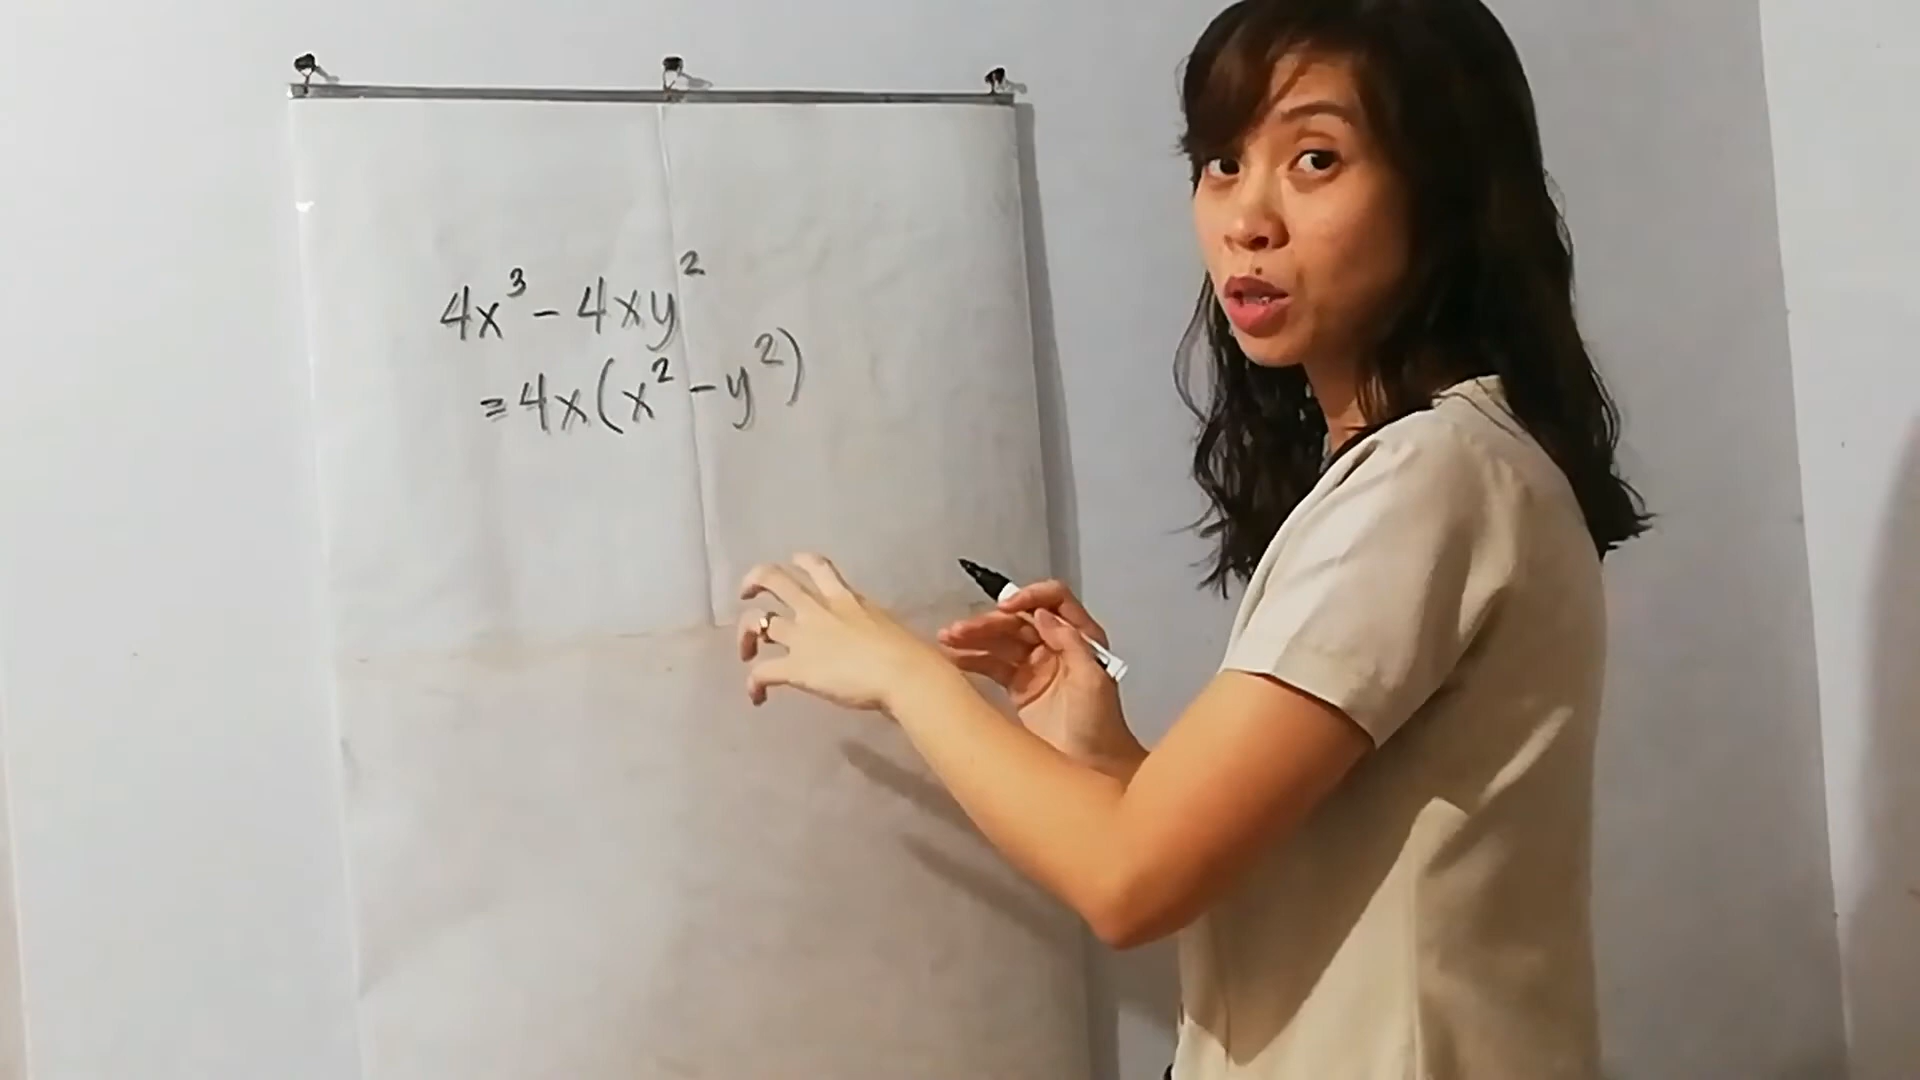 4x³ - 4xy²
= 4x(x² - y²)